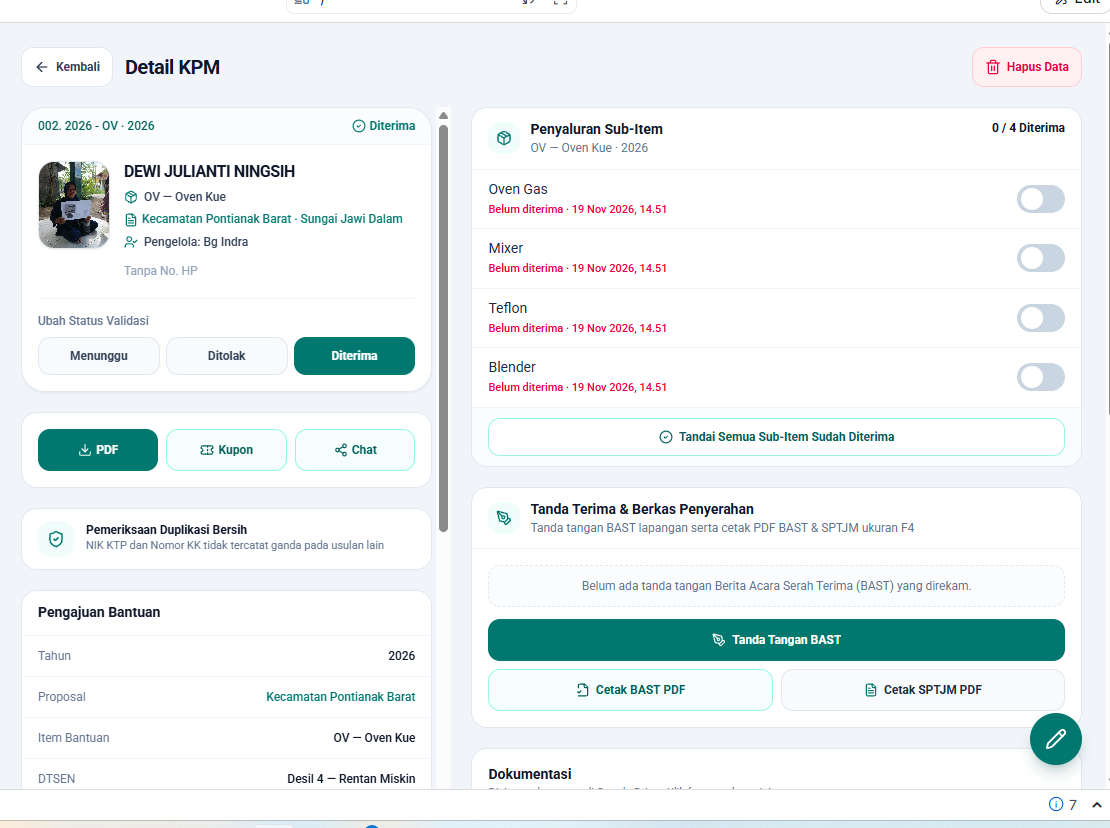 Kembali
Detail KPM
Hapus Data
002. 2026 - OV · 2026
Diterima
DEWI JULIANTI NINGSIH
OV — Oven Kue
Kecamatan Pontianak Barat · Sungai Jawi Dalam
Pengelola: Bg Indra
Tanpa No. HP
Ubah Status Validasi
Menunggu
Ditolak
Diterima
PDF
Kupon
Chat
Pemeriksaan Duplikasi Bersih
NIK KTP dan Nomor KK tidak tercatat ganda pada usulan lain
Pengajuan Bantuan
Tahun 2026
Proposal Kecamatan Pontianak Barat
Item Bantuan OV — Oven Kue
DTSEN Desil 4 — Rentan Miskin
Penyaluran Sub-Item
0 / 4 Diterima
OV — Oven Kue · 2026
Oven Gas
Belum diterima · 19 Nov 2026, 14.51
Mixer
Belum diterima · 19 Nov 2026, 14.51
Teflon
Belum diterima · 19 Nov 2026, 14.51
Blender
Belum diterima · 19 Nov 2026, 14.51
Tandai Semua Sub-Item Sudah Diterima
Tanda Terima & Berkas Penyerahan
Tanda tangan BAST lapangan serta cetak PDF BAST & SPTJM ukuran F4
Belum ada tanda tangan Berita Acara Serah Terima (BAST) yang direkam.
Tanda Tangan BAST
Cetak BAST PDF
Cetak SPTJM PDF
Dokumentasi
7